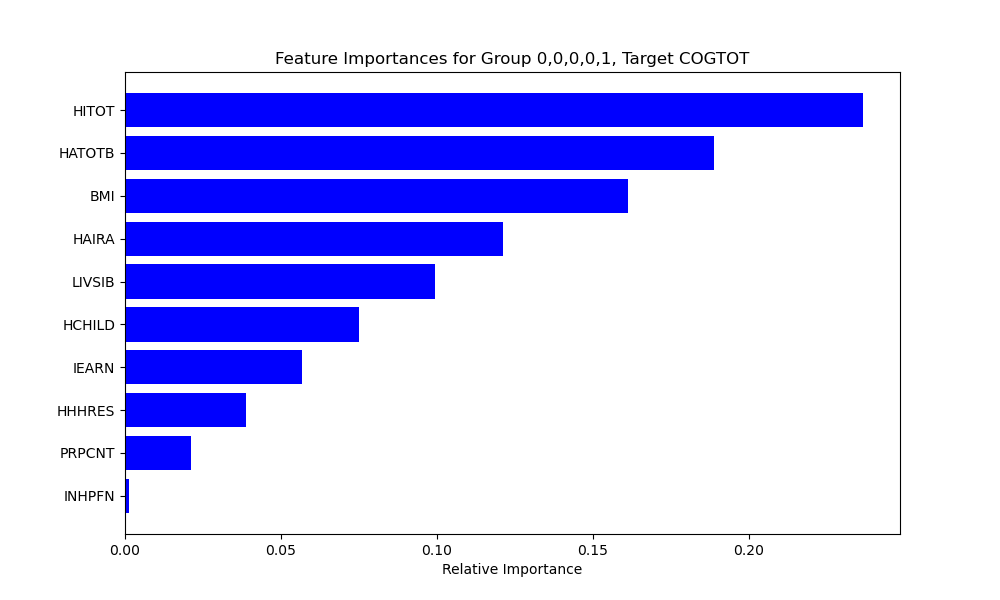 Feature Importances for Group 0,0,0,0,1, Target COGTOT
HITOT
HATOTB
BMI
HAIRA
LIVSIB
HCHILD
IEARN
HHHRES
PRPCNT
INHPFN
0.00 0.05 0.10 0.15 0.20
Relative Importance